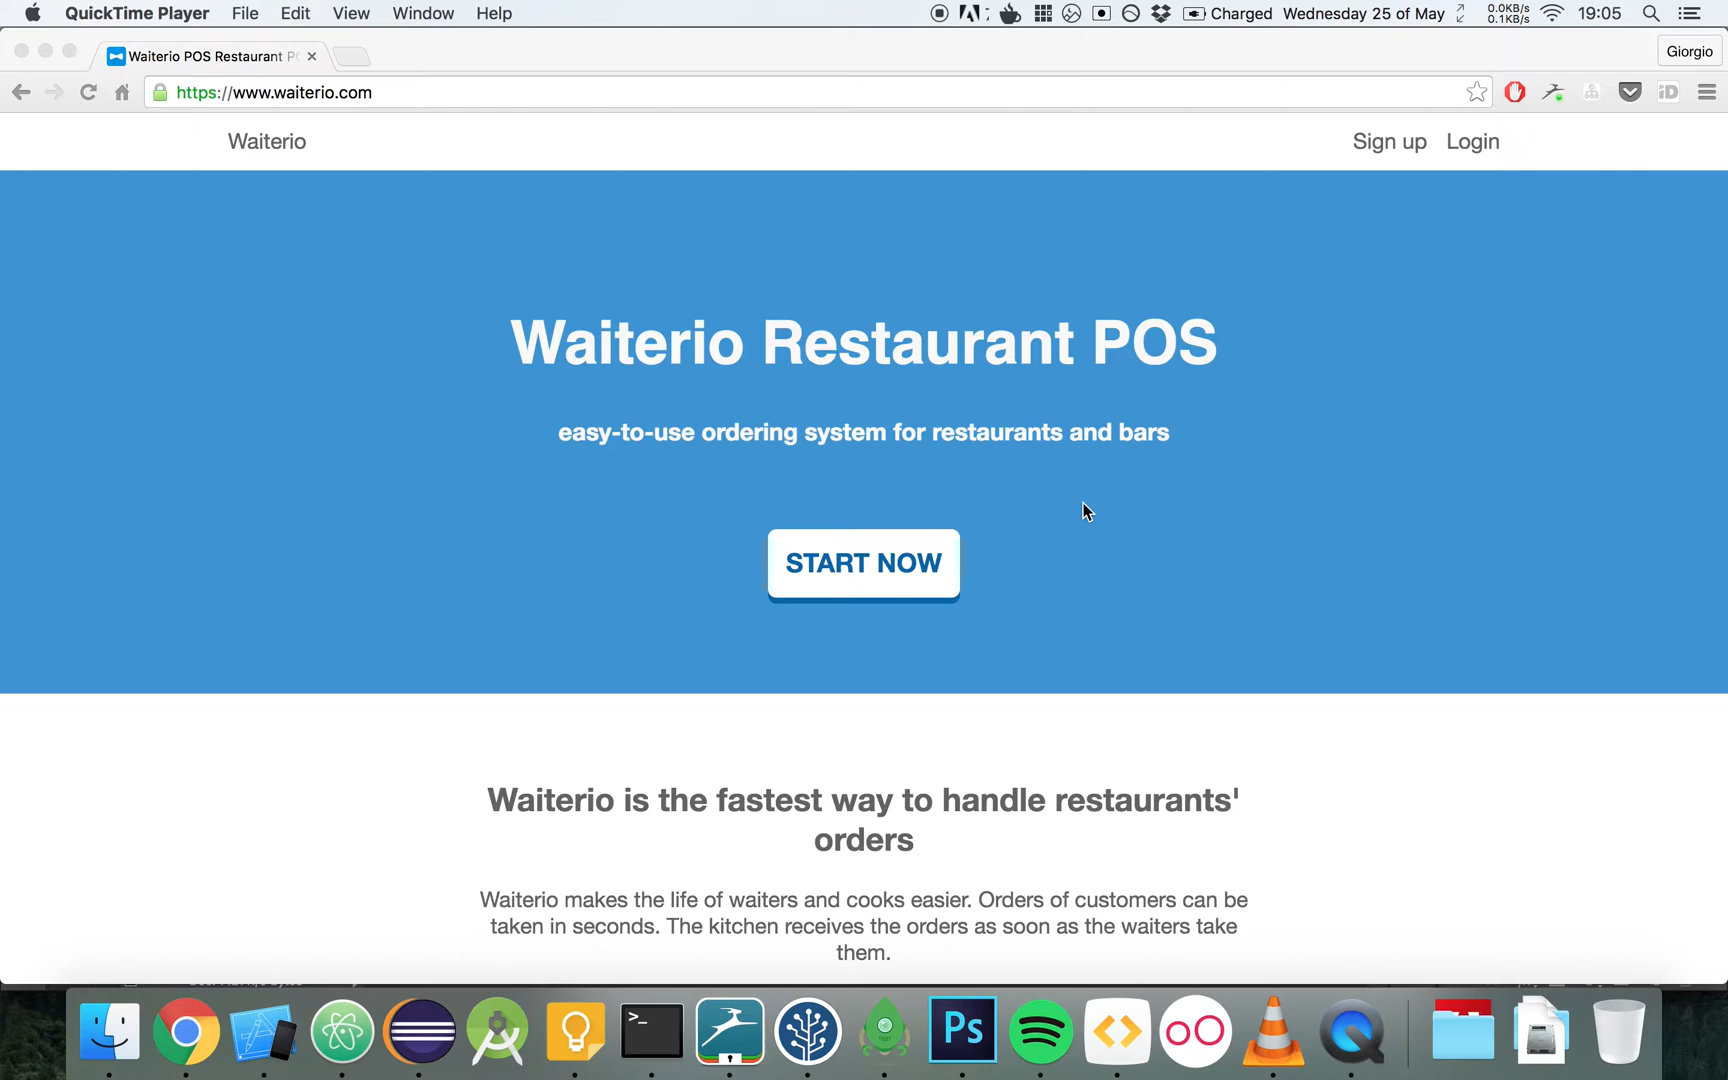 QuickTime Player File Edit View Window Help Charged Wednesday 25 of May 0.0KB/s 0.1KB/s 19:05
Waiterio POS Restaurant Giorgio
https://www.waiterio.com iD
Waiterio Sign up Login
Waiterio Restaurant POS
easy-to-use ordering system for restaurants and bars
START NOW
Waiterio is the fastest way to handle restaurants'
orders
Waiterio makes the life of waiters and cooks easier. Orders of customers can be
taken in seconds. The kitchen receives the orders as soon as the waiters take
them.
>_ Ps